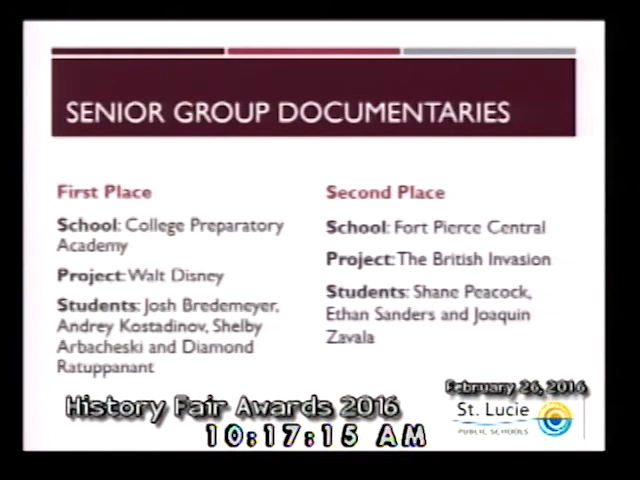 SENIOR GROUP DOCUMENTARIES
First Place
School: College Preparatory
Academy
Project: Walt Disney
Students: Josh Bredemeyer,
Andrey Kostadinov, Shelby
Arbacheski and Diamond
Ratuppanant
Second Place
School: Fort Pierce Central
Project: The British Invasion
Students: Shane Peacock,
Ethan Sanders and Joaquin
Zavala
February 26, 2016
History Fair Awards 2016
St. Lucie
PUBLIC SCHOOLS
10:17:15 AM